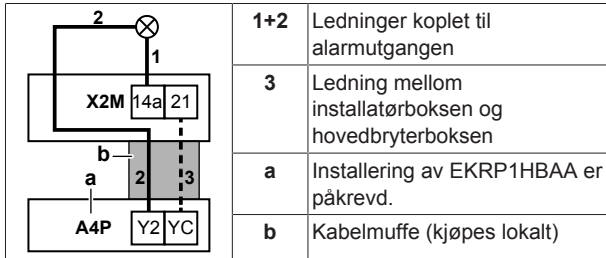 2
1
X2M 14a 21
b
2 3
a
A4P Y2 YC
1+2 Ledninger koplet til
alarmutgangen
3 Ledning mellom
installatørboksen og
hovedbryterboksen
a Installering av EKRP1HBAA er
påkrevd.
b Kabelmuffe (kjøpes lokalt)